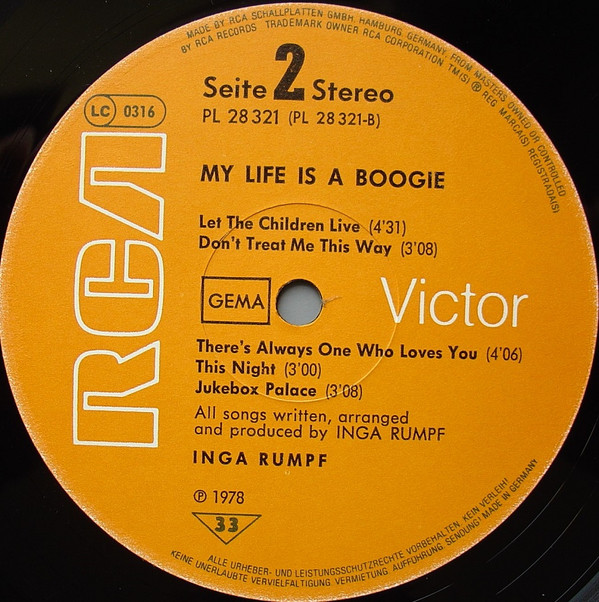 MADE BY RCA SCHALLPLATTEN GMBH, HAMBURG, GERMANY, FROM MASTERS OWNED OR CONTROLLED
BY RCA RECORDS TRADEMARK OWNER RCA CORPORATION TM(S) ® REG MARCA(S) REGISTRADA(S)
Seite 2 Stereo
PL 28 321 (PL 28 321-B)
LC 0316
RCA
MY LIFE IS A BOOGIE
Let The Children Live (4'31)
Don't Treat Me This Way (3'08)
GEMA
Victor
There's Always One Who Loves You (4'06)
This Night (3'00)
Jukebox Palace (3'08)
All songs written, arranged
and produced by INGA RUMPF
INGA RUMPF
℗ 1978
33
ALLE URHEBER- UND LEISTUNGSSCHUTZRECHTE VORBEHALTEN. KEIN VERLEIH!
KEINE UNERLAUBTE VERVIELFÄLTIGUNG, VERMIETUNG, AUFFÜHRUNG, SENDUNG! MADE IN GERMANY